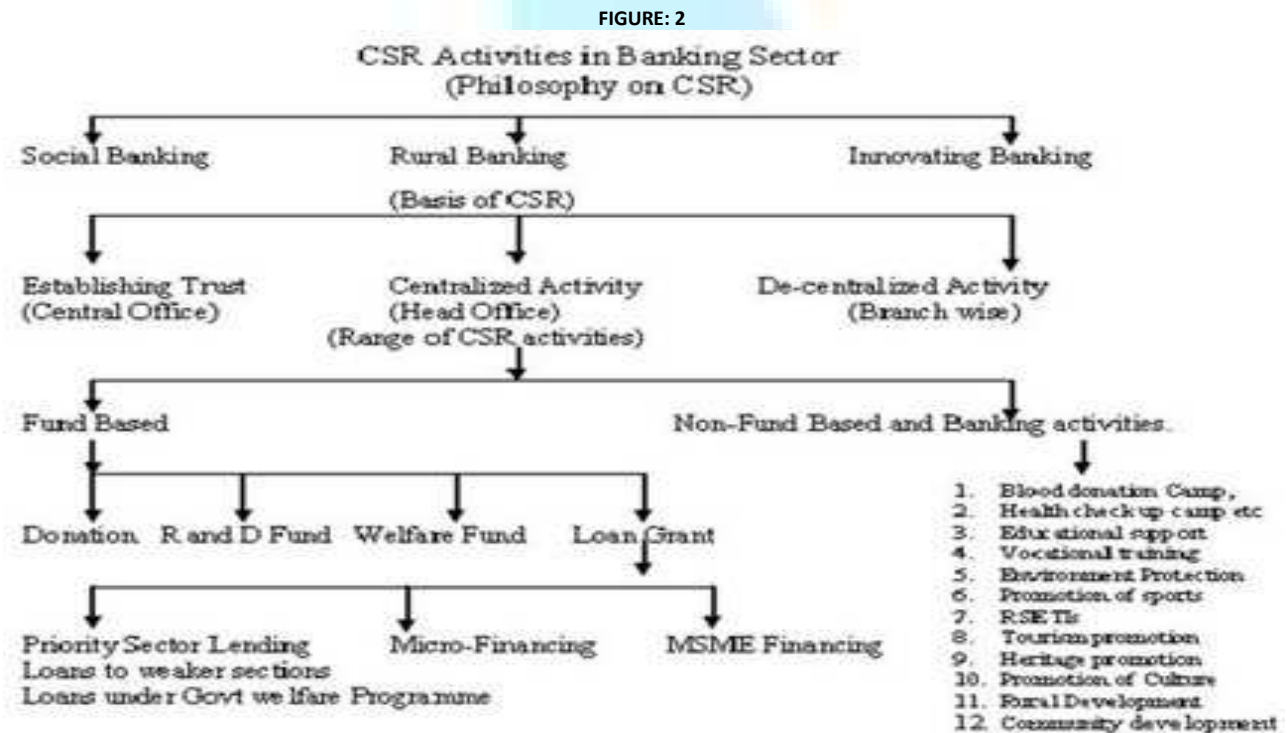 FIGURE: 2
CSR Activities in Banking Sector
(Philosophy on CSR)
Social Banking Rural Banking Innovating Banking
(Basis of CSR)
Establishing Trust Centralized Activity De-centralized Activity
(Central Office) (Head Office) (Branch wise)
(Range of CSR activities)
Fund Based Non-Fund Based and Banking activities.
Donation R and D Fund Welfare Fund Loan Grant
Priority Sector Lending Micro-Financing MSME Financing
Loans to weaker sections
Loans under Govt welfare Programme
1. Blood donation Camp,
2. Health check up camp etc
3. Educational support
4. Vocational training
5. Environment Protection
6. Promotion of sports
7. RSETIs
8. Tourism promotion
9. Heritage promotion
10. Promotion of Culture
11. Rural Development
12. Community development